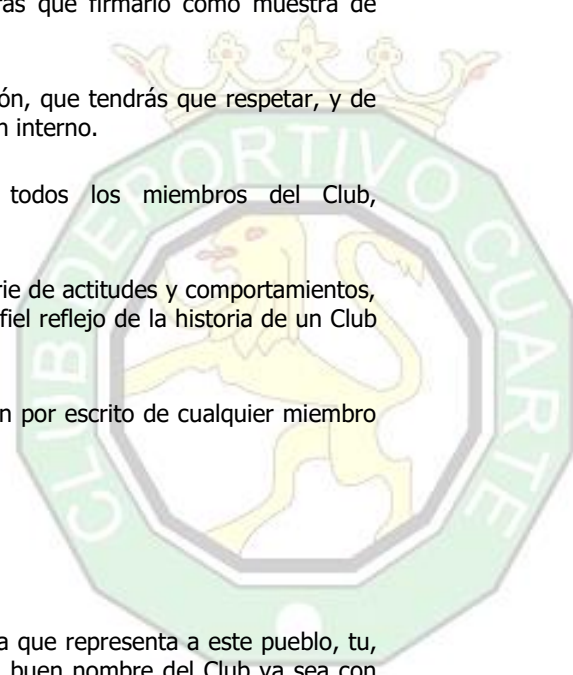 ás que firmarlo como muestra de
ón, que tendrás que respetar, y de
n interno.
todos los miembros del Club,
rie de actitudes y comportamientos,
fiel reflejo de la historia de un Club
n por escrito de cualquier miembro
a que representa a este pueblo, tu,
buen nombre del Club ya sea con
CLUB DEPORTIVO CUARTE